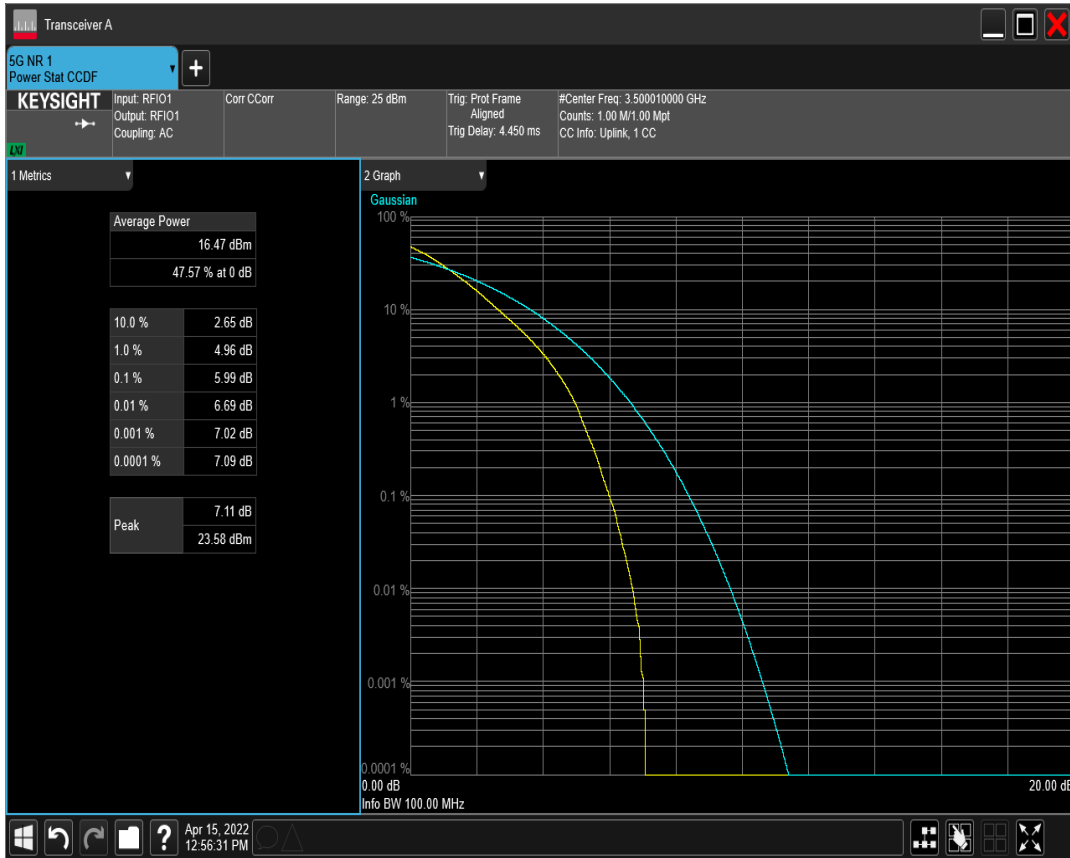 Transceiver A
5G NR 1
Power Stat CCDF
KEYSIGHT
LXI
Input: RFIO1
Output: RFIO1
Coupling: AC
Corr CCorr
Range: 25 dBm
Trig: Prot Frame
Aligned
Trig Delay: 4.450 ms
#Center Freq: 3.500010000 GHz
Counts: 1.00 M/1.00 Mpt
CC Info: Uplink, 1 CC
1 Metrics
Average Power
16.47 dBm
47.57 % at 0 dB
10.0 % 2.65 dB
1.0 % 4.96 dB
0.1 % 5.99 dB
0.01 % 6.69 dB
0.001 % 7.02 dB
0.0001 % 7.09 dB
Peak 7.11 dB
23.58 dBm
2 Graph
Gaussian
100 %
10 %
1 %
0.1 %
0.01 %
0.001 %
0.0001 %
0.00 dB 20.00 dB
Info BW 100.00 MHz
? Apr 15, 2022
12:56:31 PM